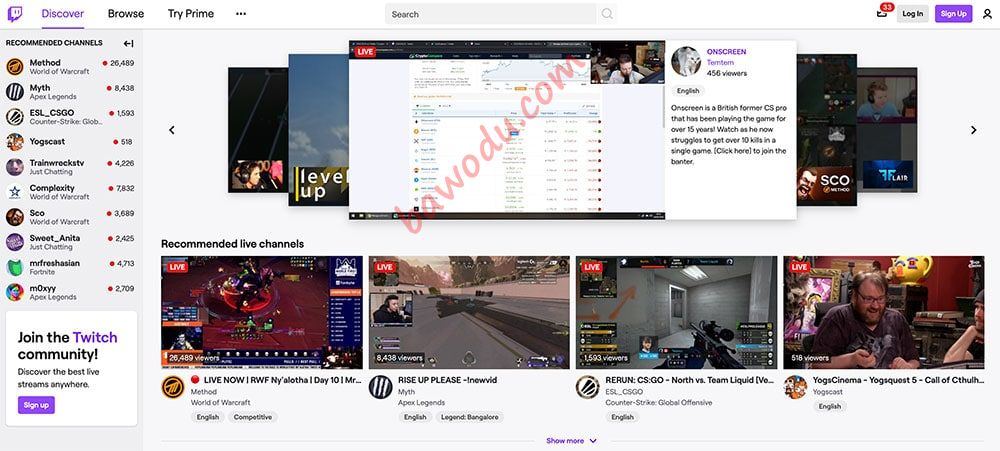 Discover
Browse
Try Prime
Search
33
Log In
Sign Up
RECOMMENDED CHANNELS
Method
26,489
World of Warcraft
Myth
8,438
Apex Legends
ESL_CSGO
1,593
Counter-Strike: Glob...
Yogscast
518
Trainwreckstv
4,226
Just Chatting
Complexity
7,832
World of Warcraft
Sco
3,689
World of Warcraft
Sweet_Anita
2,425
Just Chatting
mrfreshasian
4,713
Fortnite
m0xyy
2,709
Apex Legends
Join the Twitch
community!
Discover the best live
streams anywhere.
Sign up
level
up
LIVE
CryptoCompare
bawodu.com
ONSCREEN
Temtem
456 viewers
English
Onscreen is a British former CS pro
that has been playing the game for
over 15 years! Watch as he now
struggles to get over 10 kills in a
single game. [Click here] to join the
banter.
SCO
METHOD
FLAIR
Recommended live channels
LIVE
26,489 viewers
LIVE NOW | RWF Ny'alotha | Day 10 | Mr...
Method
World of Warcraft
English
Competitive
LIVE
8,438 viewers
RISE UP PLEASE -!newvid
Myth
Apex Legends
English
Legend: Bangalore
LIVE
1,593 viewers
RERUN: CS:GO - North vs. Team Liquid [Ve...
ESL_CSGO
Counter-Strike: Global Offensive
English
LIVE
518 viewers
YogsCinema - Yogsquest 5 - Call of Cthulh...
Yogscast
English
Show more